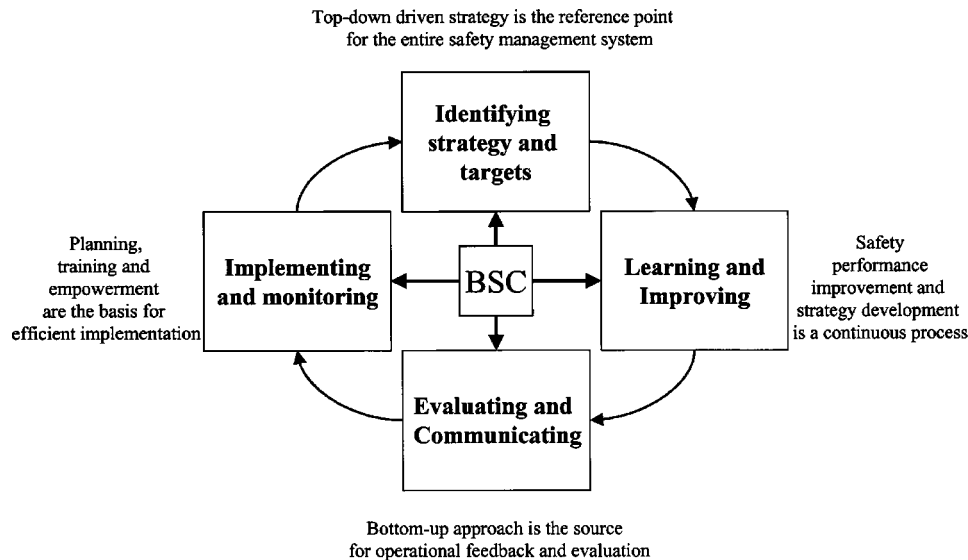 Top-down driven strategy is the reference point
for the entire safety management system
Identifying
strategy and
targets
Planning,
training and
empowerment
are the basis for
efficient implementation
Implementing
and monitoring
BSC
Learning and
Improving
Safety
performance
improvement and
strategy development
is a continuous process
Evaluating and
Communicating
Bottom-up approach is the source
for operational feedback and evaluation